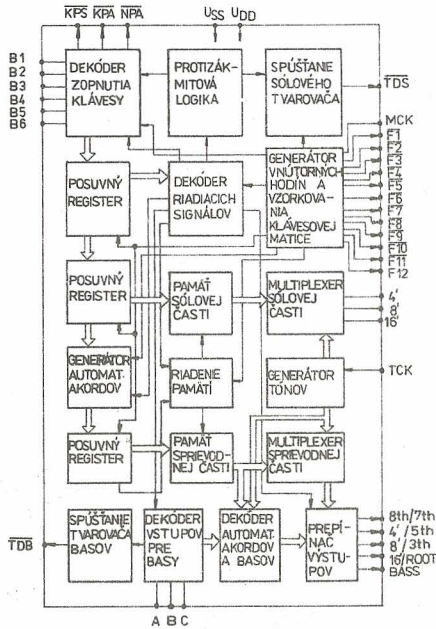 KPS KPA NPA
USS UDD
B1
B2
B3
B4
B5
B6
DEKÓDER
ZOPNUTIA
KLÁVESY
PROTIZÁK-
MITOVÁ
LOGIKA
SPÚŠŤANIE
SÓLOVÉHO
TVAROVAČA
TDS
MCK
F1
F2
F3
F4
F5
F6
F7
F8
F9
F10
F11
F12
POSUVNÝ
REGISTER
DEKÓDER
RIADIACICH
SIGNÁLOV
GENERÁTOR
VNÚTORNÝCH
HODÍN A
VZORKOVA-
NIA
KLÁVESOVEJ
MATICE
POSUVNÝ
REGISTER
PAMÄŤ
SÓLOVEJ
ČASTI
MULTIPLEXER
SÓLOVEJ
ČASTI
4'
8'
16'
GENERÁTOR
AUTOMAT.
AKORDOV
RIADENIE
PAMÄTÍ
GENERÁTOR
TÓNOV
TCK
POSUVNÝ
REGISTER
PAMÄŤ
SPRIEVOD-
NEJ ČASTI
MULTIPLEXER
SPRIEVODNEJ
ČASTI
TDB
SPÚŠŤANIE
TVAROVAČA
BASOV
DEKÓDER
VSTUPOV
PRE
BASY
DEKÓDER
AUTOMAT.
AKORDOV
A BASOV
PREPÍ-
NAČ
VÝSTU-
POV
8th/7th
4'/5th
8'/3th
16'/ROOT
BASS
A B C